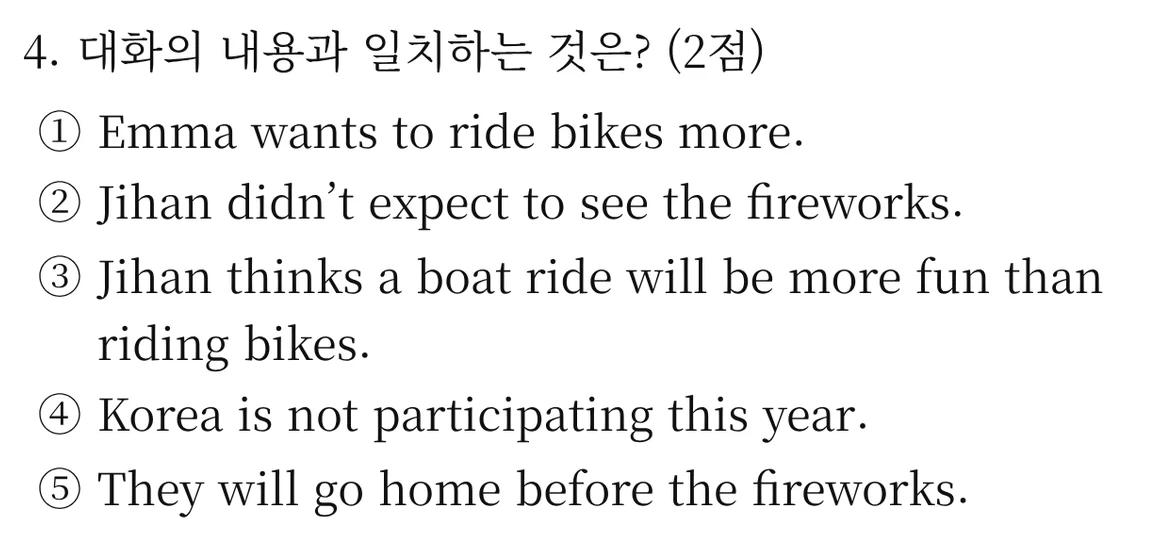 4. 대화의 내용과 일치하는 것은? (2점)
① Emma wants to ride bikes more.
② Jihan didn’t expect to see the fireworks.
③ Jihan thinks a boat ride will be more fun than
riding bikes.
④ Korea is not participating this year.
⑤ They will go home before the fireworks.